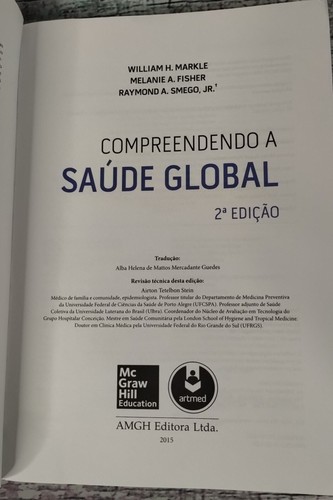 WILLIAM H. MARKLE
MELANIE A. FISHER
RAYMOND A. SMEGO, JR.†
COMPREENDENDO A
SAÚDE GLOBAL
2ª EDIÇÃO
Tradução:
Alba Helena de Mattos Mercadante Guedes
Revisão técnica desta edição:
Airton Tetelbon Stein
Médico de família e comunidade, epidemiologista. Professor titular do Departamento de Medicina Preventiva
da Universidade Federal de Ciências da Saúde de Porto Alegre (UFCSPA). Professor adjunto de Saúde
Coletiva da Universidade Luterana do Brasil (Ulbra). Coordenador do Núcleo de Avaliação em Tecnologia do
Grupo Hospitalar Conceição. Mestre em Saúde Comunitária pela London School of Hygiene and Tropical Medicine.
Doutor em Clínica Médica pela Universidade Federal do Rio Grande do Sul (UFRGS).
Mc
Graw
Hill
Education
artmed
AMGH Editora Ltda.
2015